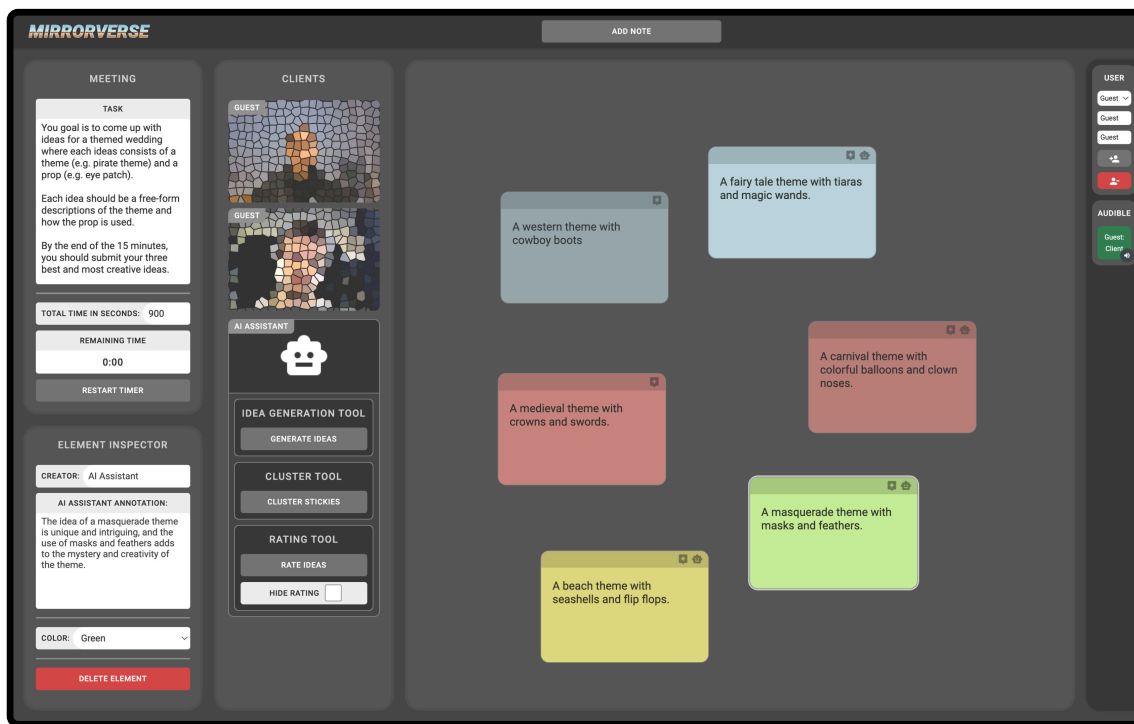 MIRRORVERSE
ADD NOTE
MEETING
TASK
You goal is to come up with
ideas for a themed wedding
where each ideas consists of a
theme (e.g. pirate theme) and a
prop (e.g. eye patch).
Each idea should be a free-form
descriptions of the theme and
how the prop is used.
By the end of the 15 minutes,
you should submit your three
best and most creative ideas.
TOTAL TIME IN SECONDS: 900
REMAINING TIME
0:00
RESTART TIMER
ELEMENT INSPECTOR
CREATOR: AI Assistant
AI ASSISTANT ANNOTATION:
The idea of a masquerade theme
is unique and intriguing, and the
use of masks and feathers adds
to the mystery and creativity of
the theme.
COLOR: Green
DELETE ELEMENT
CLIENTS
GUEST
GUEST
AI ASSISTANT
IDEA GENERATION TOOL
GENERATE IDEAS
CLUSTER TOOL
CLUSTER STICKIES
RATING TOOL
RATE IDEAS
HIDE RATING
A fairy tale theme with tiaras
and magic wands.
A western theme with
cowboy boots
A carnival theme with
colorful balloons and clown
noses.
A medieval theme with
crowns and swords.
A masquerade theme with
masks and feathers.
A beach theme with
seashells and flip flops.
USER
Guest
Guest
Guest
AUDIBLE
Guest:
Client